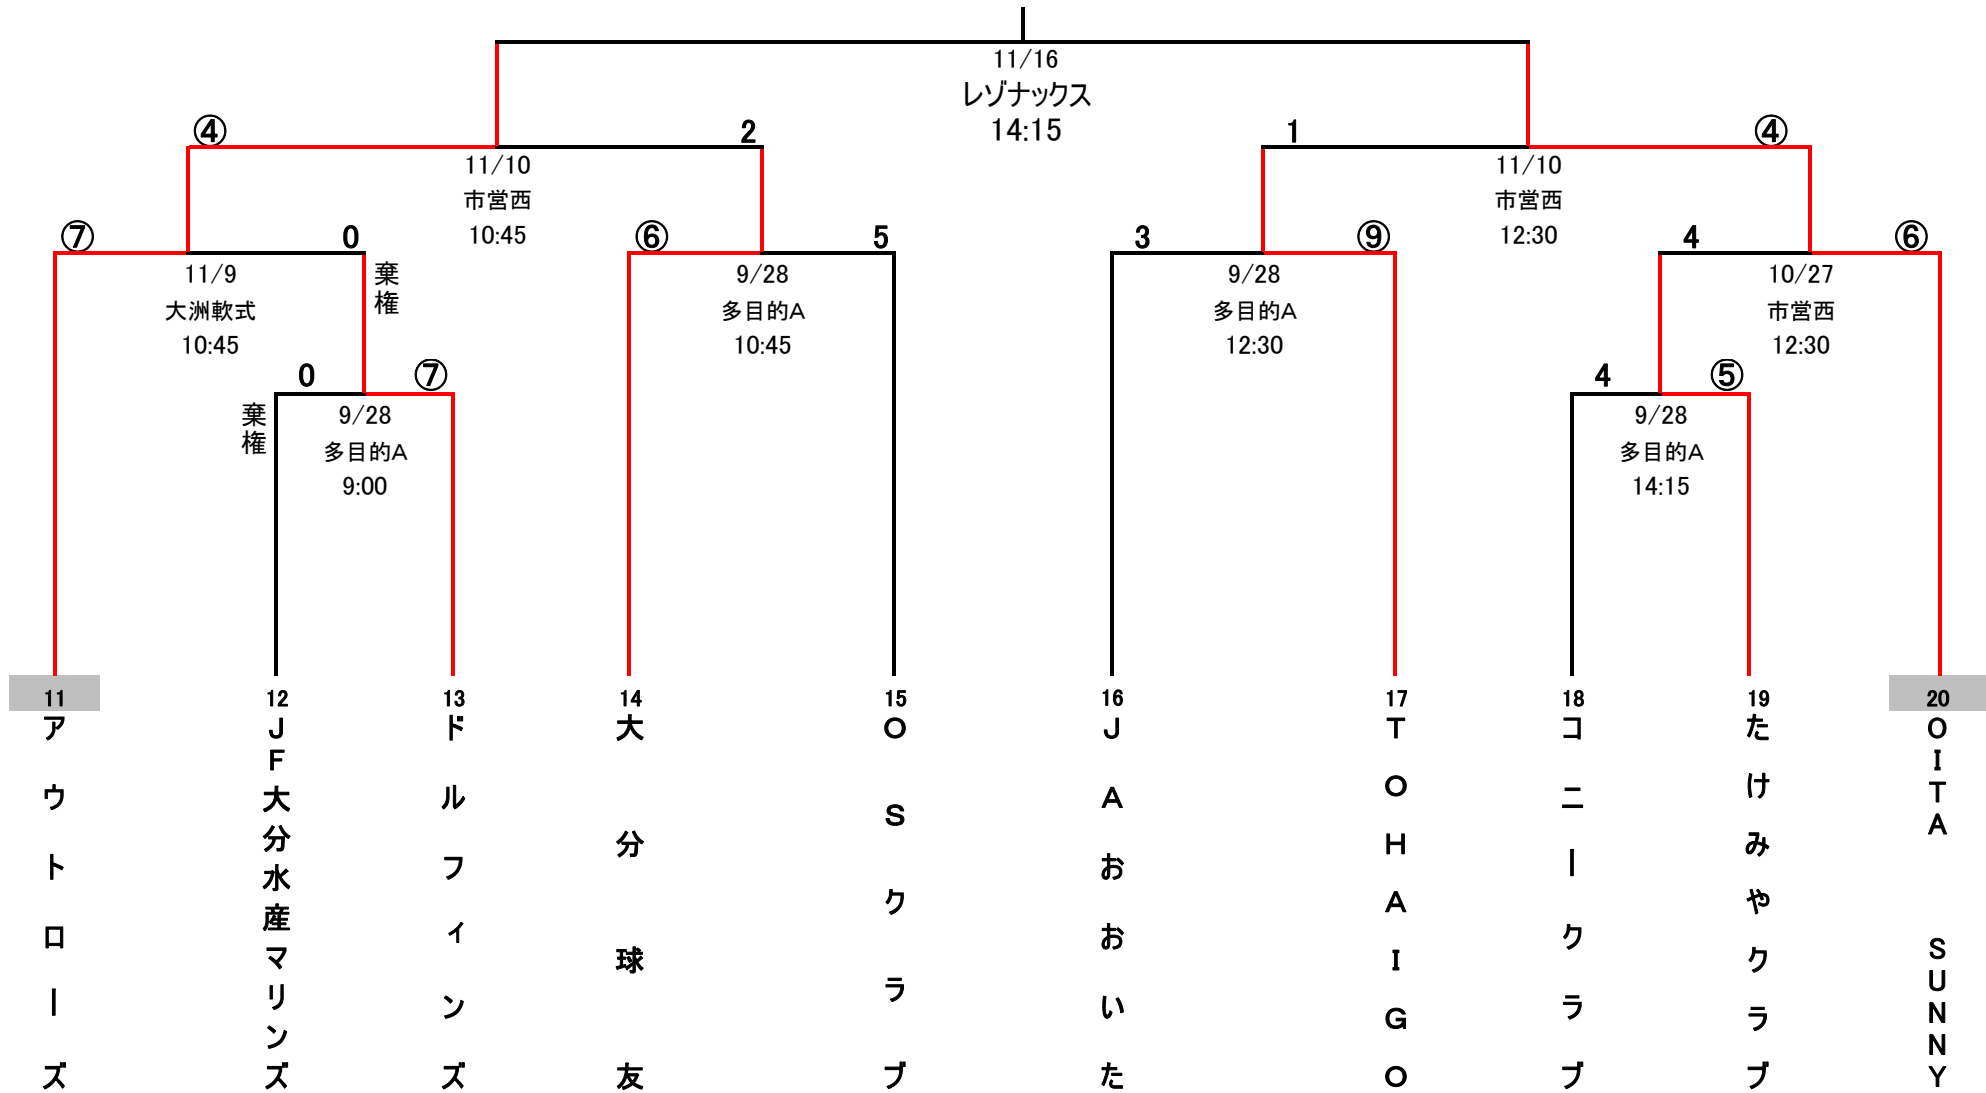 11/16
レゾナックス
14:15
④
2
1
④
11/10
市営西
10:45
11/10
市営西
12:30
⑦
0
⑥
5
3
⑨
4
⑥
11/9
大洲軟式
10:45
棄権
9/28
多目的A
10:45
9/28
多目的A
12:30
10/27
市営西
12:30
0
⑦
4
⑤
棄権
9/28
多目的A
9:00
9/28
多目的A
14:15
11
アウトローズ
12
JF大分水産マリンズ
13
ドルフィンズ
14
大分球友
15
OSクラブ
16
JAおおいた
17
TOHAIGO
18
コニークラブ
19
たけみやクラブ
20
OITA SUNNY